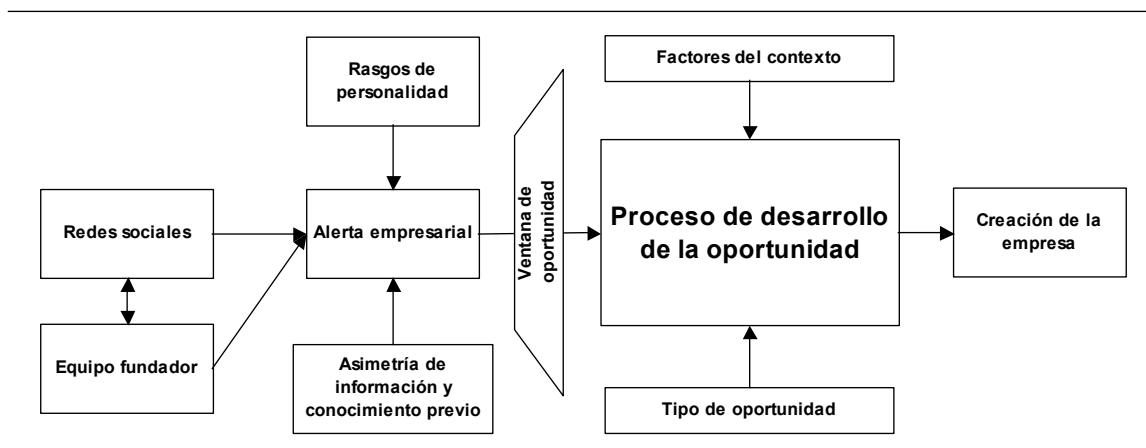 Rasgos de
personalidad
Factores del contexto
Redes sociales
Alerta empresarial
Ventana de
oportunidad
Proceso de desarrollo
de la oportunidad
Creación de la
empresa
Equipo fundador
Asimetría de
información y
conocimiento previo
Tipo de oportunidad